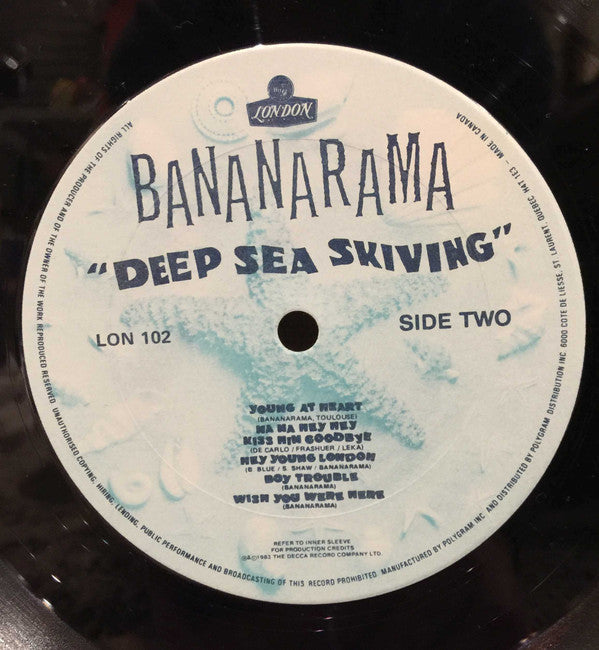 LONDON
BANANARAMA
"DEEP SEA SKIVING"
LON 102
SIDE TWO
YOUNG AT HEART
(BANANARAMA, TOULOUSE)
NA NA HEY HEY
KISS HIM GOODBYE
(DE CARLO / FRASHUER / LEKA)
HEY YOUNG LONDON
(B. BLUE / S. SHAW / BANANARAMA)
BOY TROUBLE
(BANANARAMA)
WISH YOU WERE HERE
(BANANARAMA)
REFER TO INNER SLEEVE
FOR PRODUCTION CREDITS
℗&©1983 THE DECCA RECORD COMPANY LTD.
ALL RIGHTS OF THE PRODUCER AND OF THE OWNER OF THE WORK REPRODUCED RESERVED. UNAUTHORISED COPYING, HIRING, LENDING, PUBLIC PERFORMANCE AND BROADCASTING OF THIS RECORD PROHIBITED. MANUFACTURED BY POLYGRAM INC. AND DISTRIBUTED BY POLYGRAM DISTRIBUTION INC. 6000 COTE DE LIESSE, ST. LAURENT, QUEBEC, H4T 1E3 – MADE IN CANADA